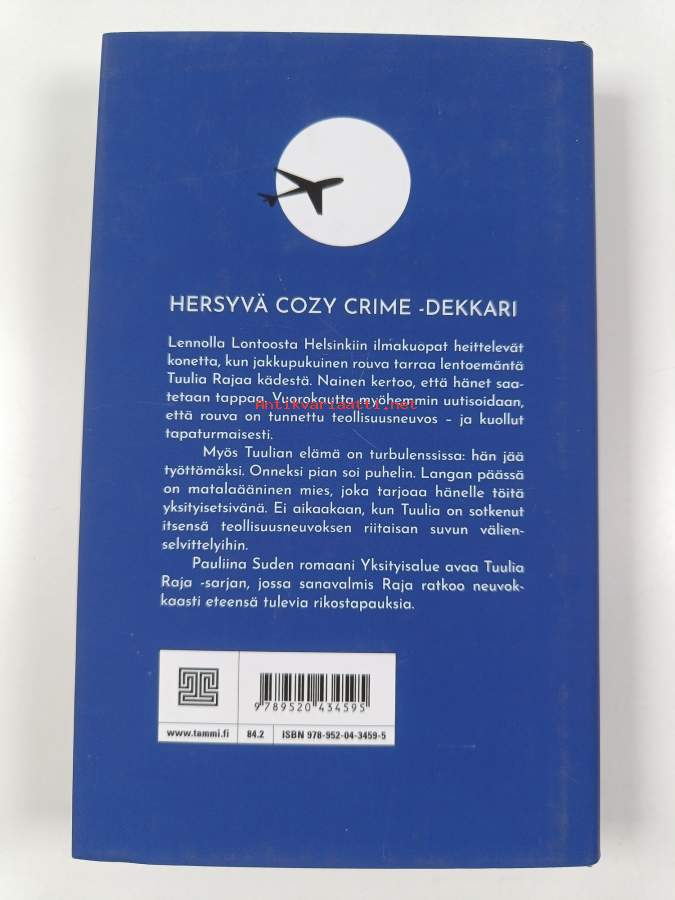 HERSYVÄ COZY CRIME -DEKKARI
Lennolla Lontoosta Helsinkiin ilmakuopat heittelevät
konetta, kun jakkupukuinen rouva tarraa lentoemäntä
Tuulia Rajaa kädestä. Nainen kertoo, että hänet saa-
tetaan tappaa. Vuorokautta myöhemmin uutisoidaan,
Antikvariaatti.net
että rouva on tunnettu teollisuusneuvos – ja kuollut
tapaturmaisesti.
Myös Tuulian elämä on turbulenssissa: hän jää
työttömäksi. Onneksi pian soi puhelin. Langan päässä
on matalaääninen mies, joka tarjoaa hänelle töitä
yksityisetsivänä. Ei aikaakaan, kun Tuulia on sotkenut
itsensä teollisuusneuvoksen riitaisan suvun välien-
selvittelyihin.
Pauliina Suden romaani Yksityisalue avaa Tuulia
Raja -sarjan, jossa sanavalmis Raja ratkoo neuvok-
kaasti eteensä tulevia rikostapauksia.
9 789520 434595
www.tammi.fi 84.2 ISBN 978-952-04-3459-5